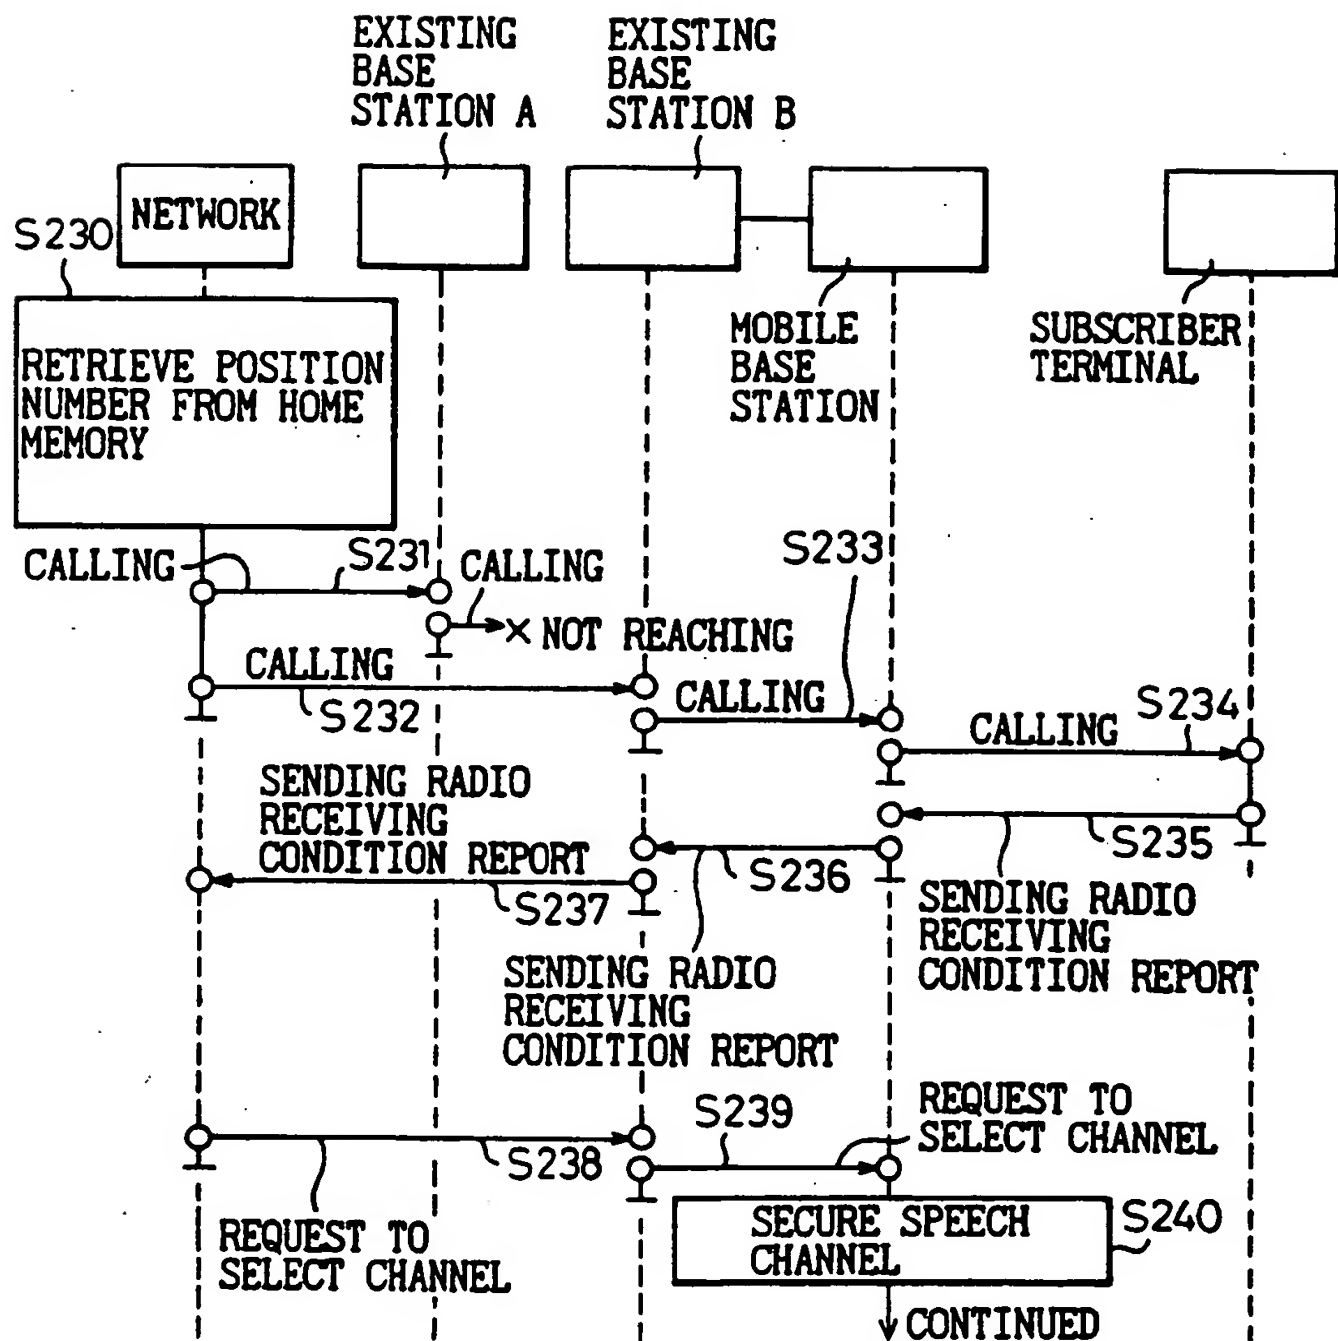 EXISTING
BASE
STATION A
EXISTING
BASE
STATION B
NETWORK
S230
MOBILE
BASE
STATION
SUBSCRIBER
TERMINAL
RETRIEVE POSITION
NUMBER FROM HOME
MEMORY
CALLING
S231
CALLING
× NOT REACHING
S233
CALLING
S232
CALLING
CALLING
S234
SENDING RADIO
RECEIVING
CONDITION REPORT
S235
S236
S237
SENDING RADIO
RECEIVING
CONDITION REPORT
SENDING RADIO
RECEIVING
CONDITION REPORT
S238
S239
REQUEST TO
SELECT CHANNEL
REQUEST TO
SELECT CHANNEL
SECURE SPEECH
CHANNEL
S240
CONTINUED